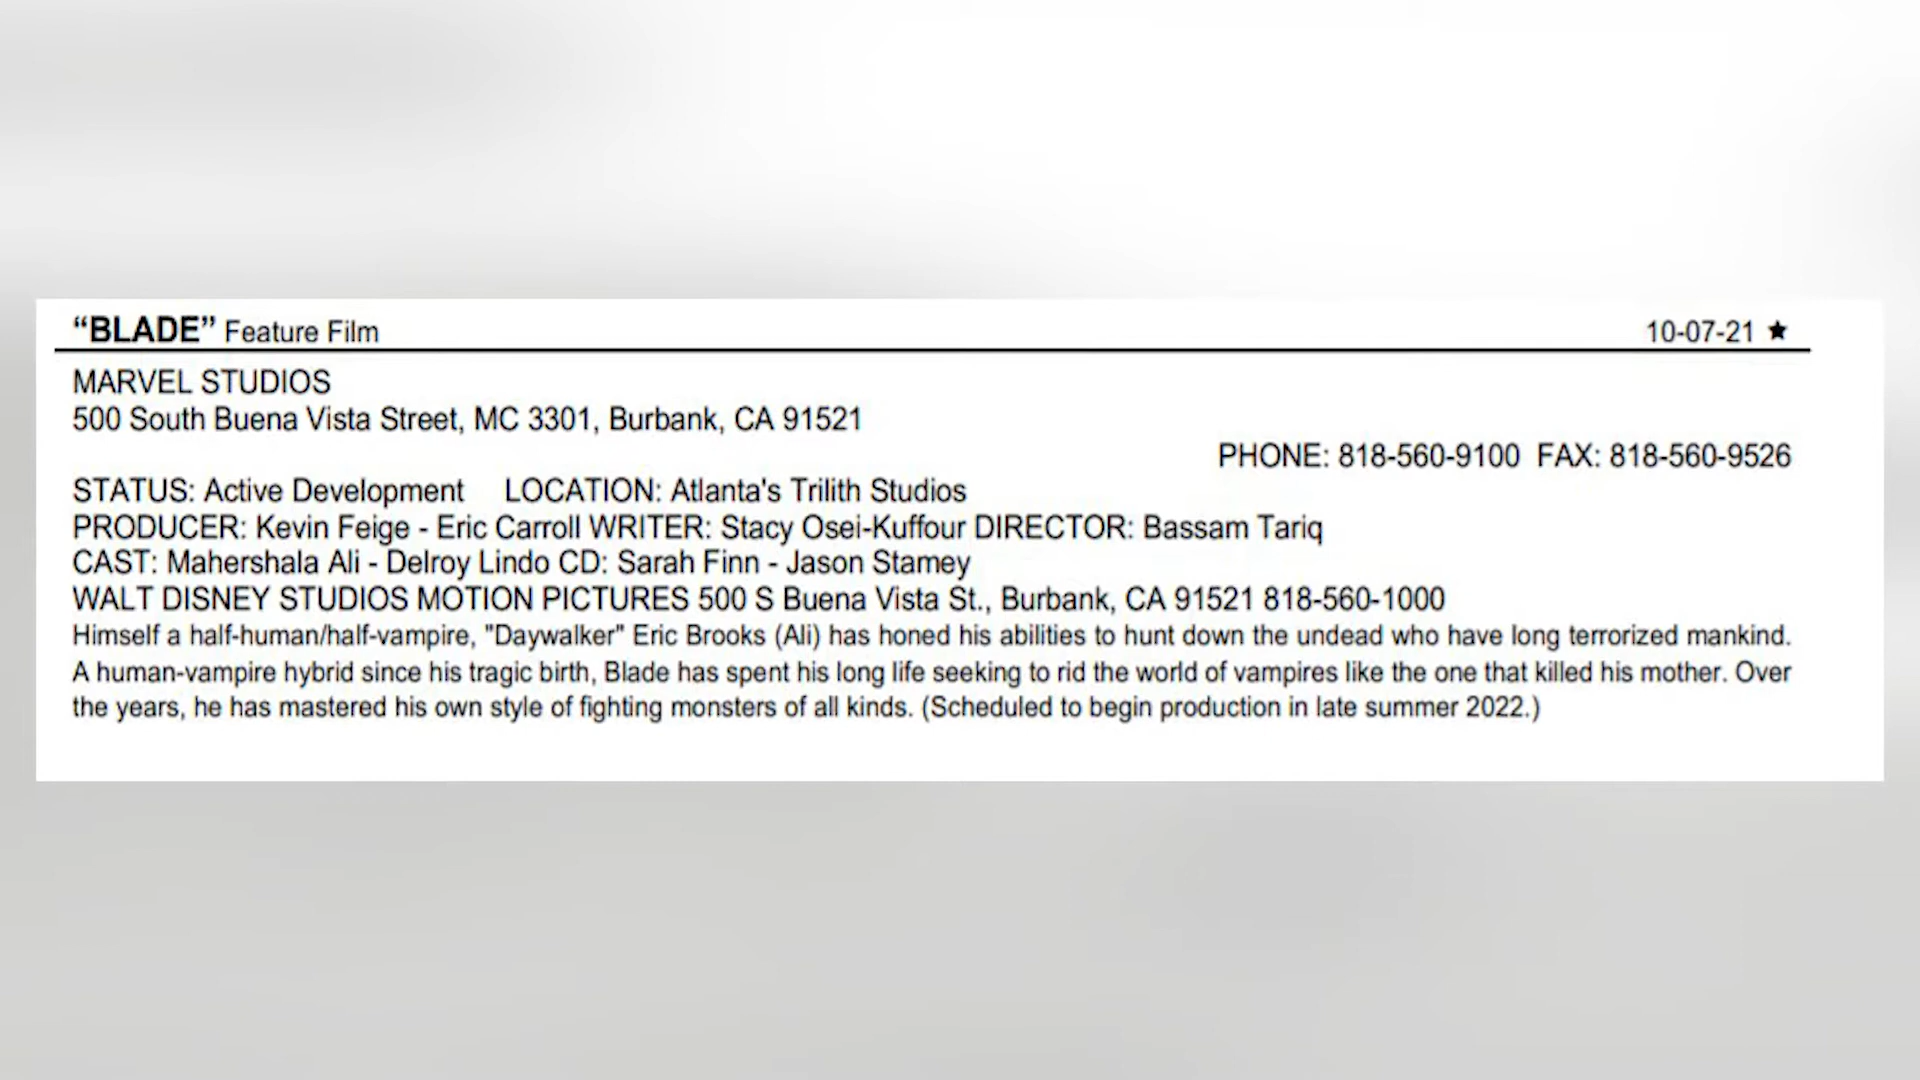 “BLADE” Feature Film 10-07-21 ★
MARVEL STUDIOS
500 South Buena Vista Street, MC 3301, Burbank, CA 91521
PHONE: 818-560-9100 FAX: 818-560-9526
STATUS: Active Development LOCATION: Atlanta's Trilith Studios
PRODUCER: Kevin Feige - Eric Carroll WRITER: Stacy Osei-Kuffour DIRECTOR: Bassam Tariq
CAST: Mahershala Ali - Delroy Lindo CD: Sarah Finn - Jason Stamey
WALT DISNEY STUDIOS MOTION PICTURES 500 S Buena Vista St., Burbank, CA 91521 818-560-1000
Himself a half-human/half-vampire, "Daywalker" Eric Brooks (Ali) has honed his abilities to hunt down the undead who have long terrorized mankind.
A human-vampire hybrid since his tragic birth, Blade has spent his long life seeking to rid the world of vampires like the one that killed his mother. Over
the years, he has mastered his own style of fighting monsters of all kinds. (Scheduled to begin production in late summer 2022.)